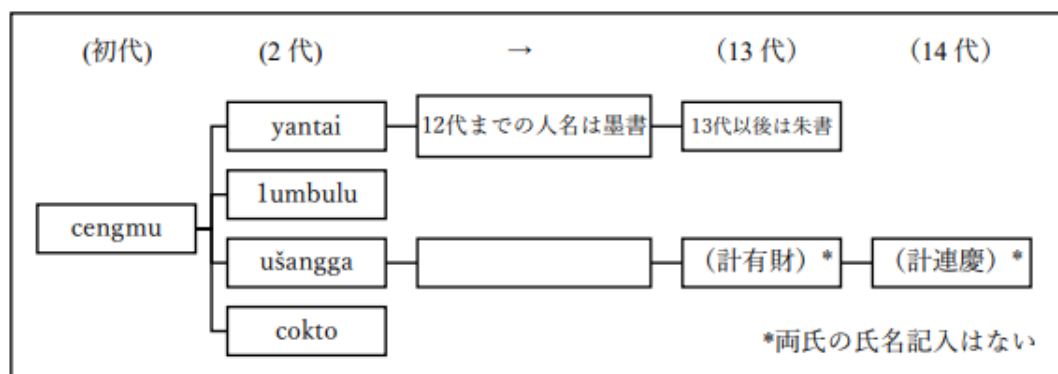 (初代) (2 代) → (13 代) (14 代)
yantai 12代までの人名は墨書 13代以後は朱書
lumbulu
cengmu
ušangga (計有財) * (計連慶) *
cokto
*両氏の氏名記入はない